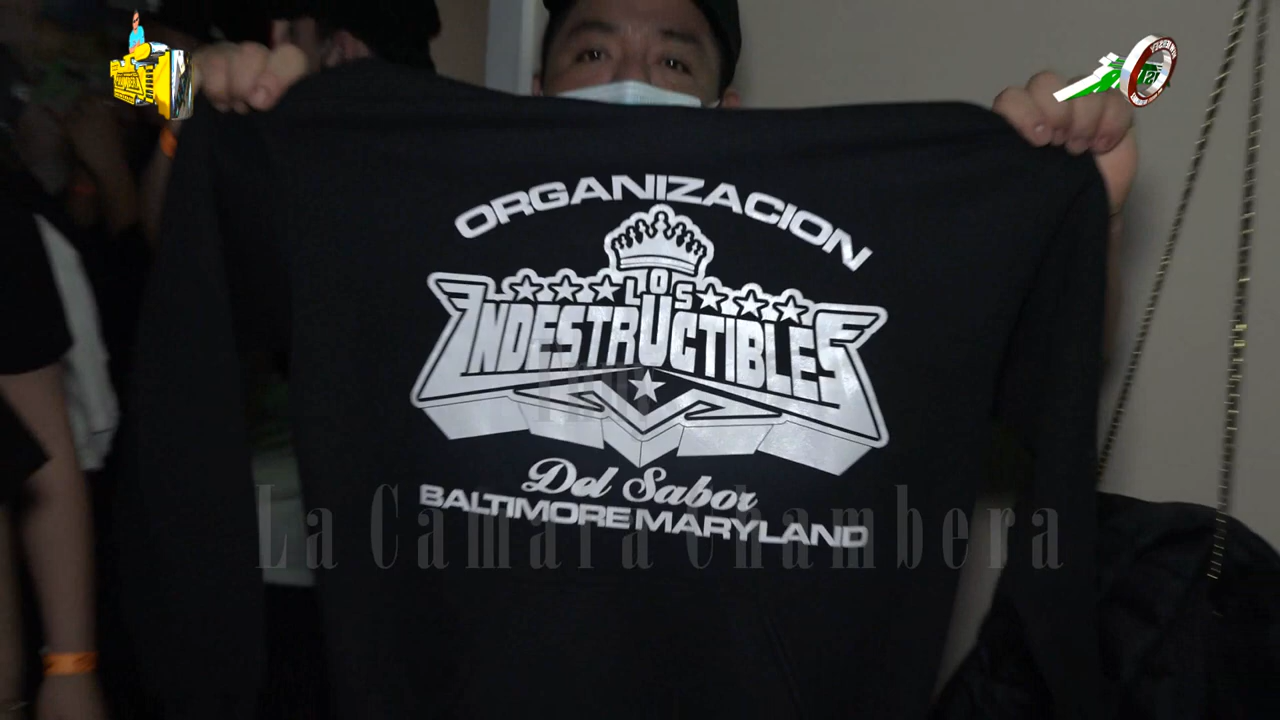 ORGANIZACION
LOS
INDESTRUCTIBLES
Del Sabor
BALTIMORE MARYLAND
La Camara Chambera